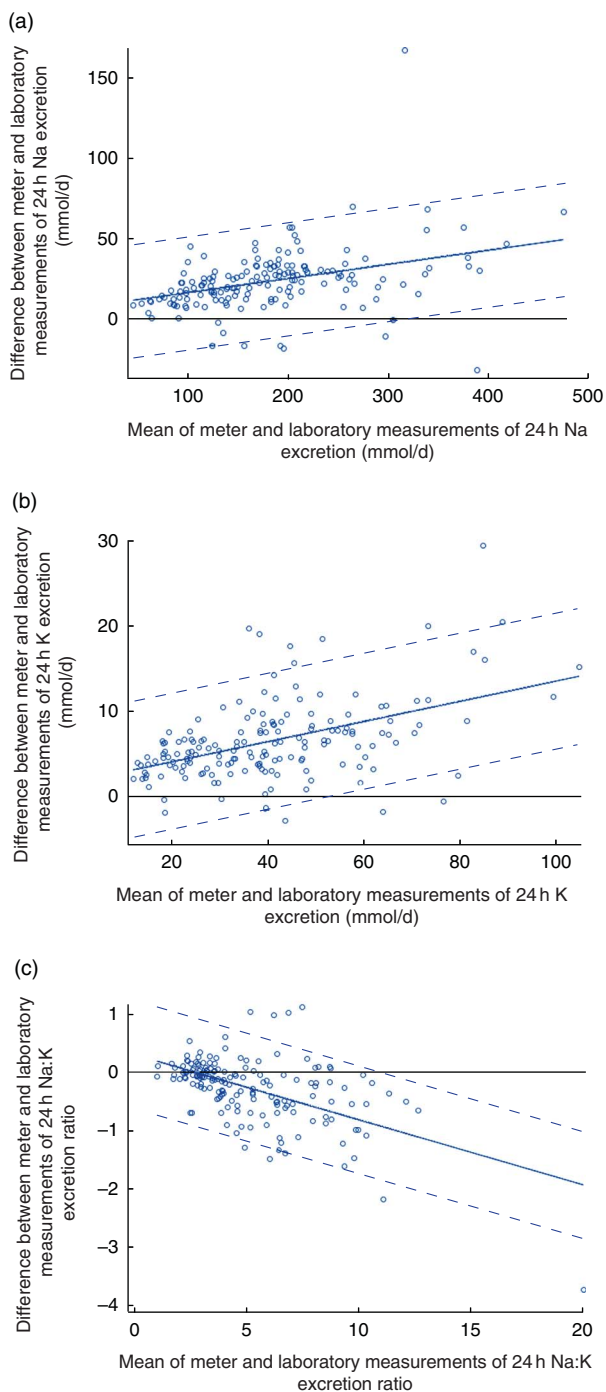 (a)
Difference between meter and laboratory
measurements of 24 h Na excretion
(mmol/d)
150
100
50
0
100
200
300
400
500
Mean of meter and laboratory measurements of 24 h Na
excretion (mmol/d)
(b)
Difference between meter and laboratory
measurements of 24 h K excretion
(mmol/d)
30
20
10
0
20
40
60
80
100
Mean of meter and laboratory measurements of 24 h K
excretion (mmol/d)
(c)
Difference between meter and laboratory
measurements of 24 h Na:K
excretion ratio
1
0
–1
–2
–3
–4
0
5
10
15
20
Mean of meter and laboratory measurements of 24 h Na:K
excretion ratio